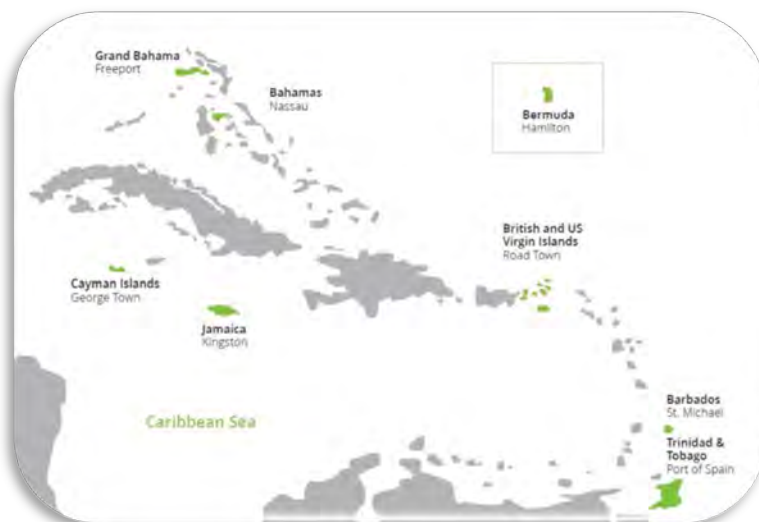 Grand Bahama
Freeport
Bahamas
Nassau
Bermuda
Hamilton
British and US
Virgin Islands
Road Town
Cayman Islands
George Town
Jamaica
Kingston
Caribbean Sea
Barbados
St. Michael
Trinidad &
Tobago
Port of Spain